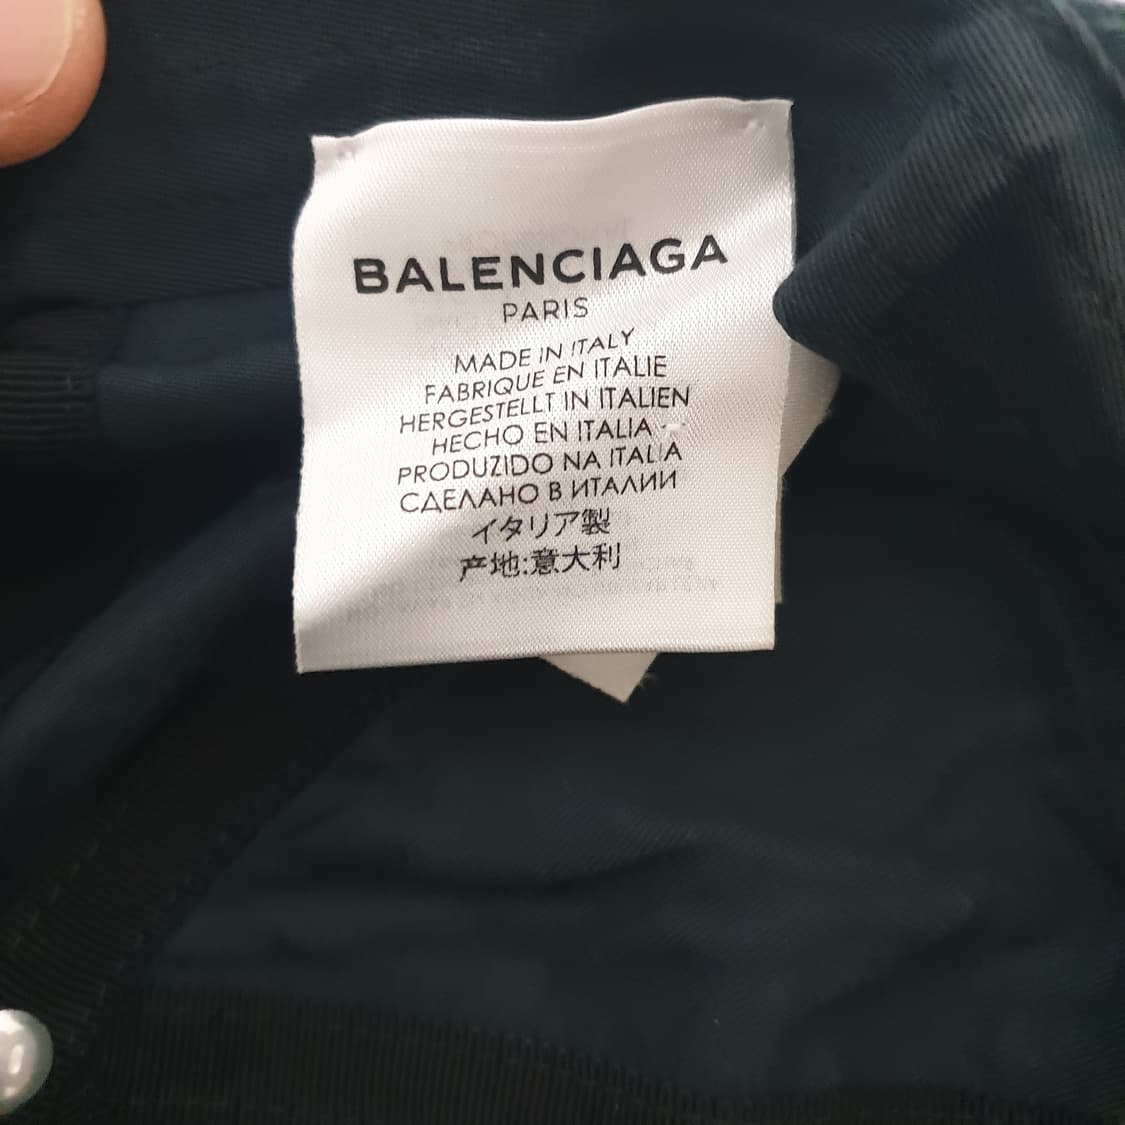 BALENCIAGA
PARIS
MADE IN ITALY
FABRIQUE EN ITALIE
HERGESTELLT IN ITALIEN
HECHO EN ITALIA
PRODUZIDO NA ITALIA
СДЕЛАНО В ИТАЛИИ
イタリア製
产地:意大利